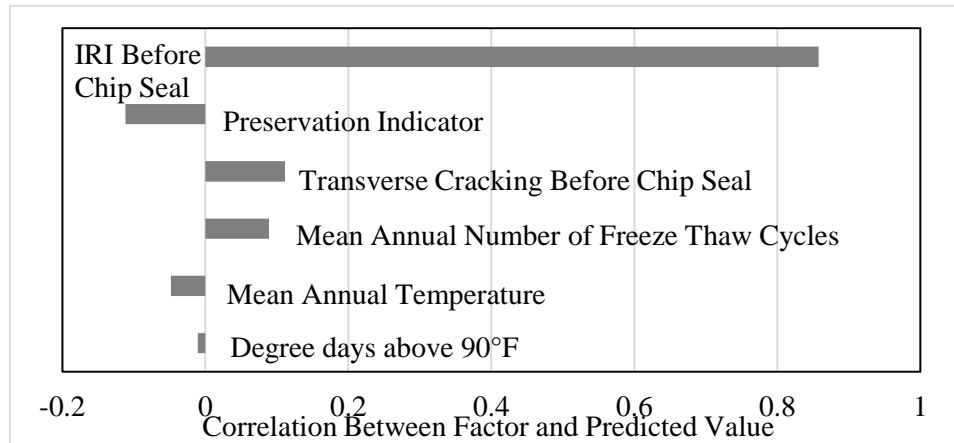 IRI Before
Chip Seal
Preservation Indicator
Transverse Cracking Before Chip Seal
Mean Annual Number of Freeze Thaw Cycles
Mean Annual Temperature
Degree days above 90°F
-0.2 0 0.2 0.4 0.6 0.8 1
Correlation Between Factor and Predicted Value